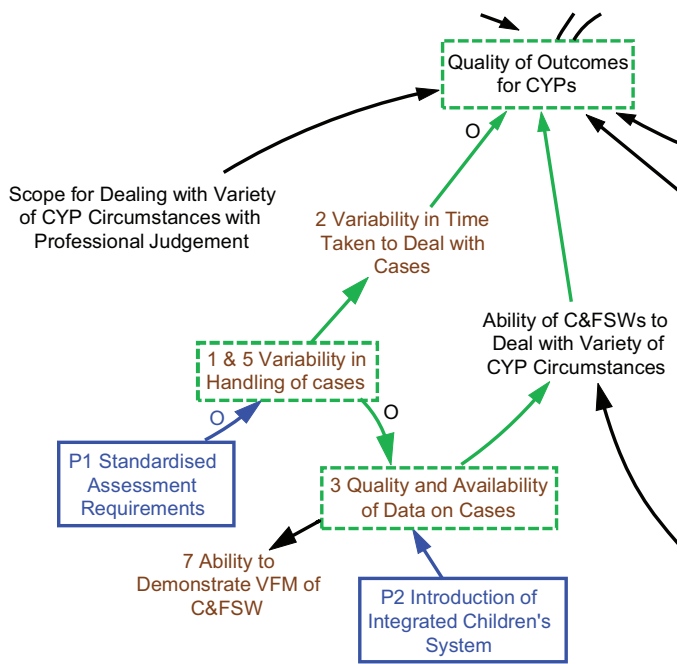 Quality of Outcomes
for CYPs
O
Scope for Dealing with Variety
of CYP Circumstances with
Professional Judgement
2 Variability in Time
Taken to Deal with
Cases
Ability of C&FSWs to
Deal with Variety of
CYP Circumstances
1 & 5 Variability in
Handling of cases
O
O
P1 Standardised
Assessment
Requirements
3 Quality and Availability
of Data on Cases
7 Ability to
Demonstrate VFM of
C&FSW
P2 Introduction of
Integrated Children's
System